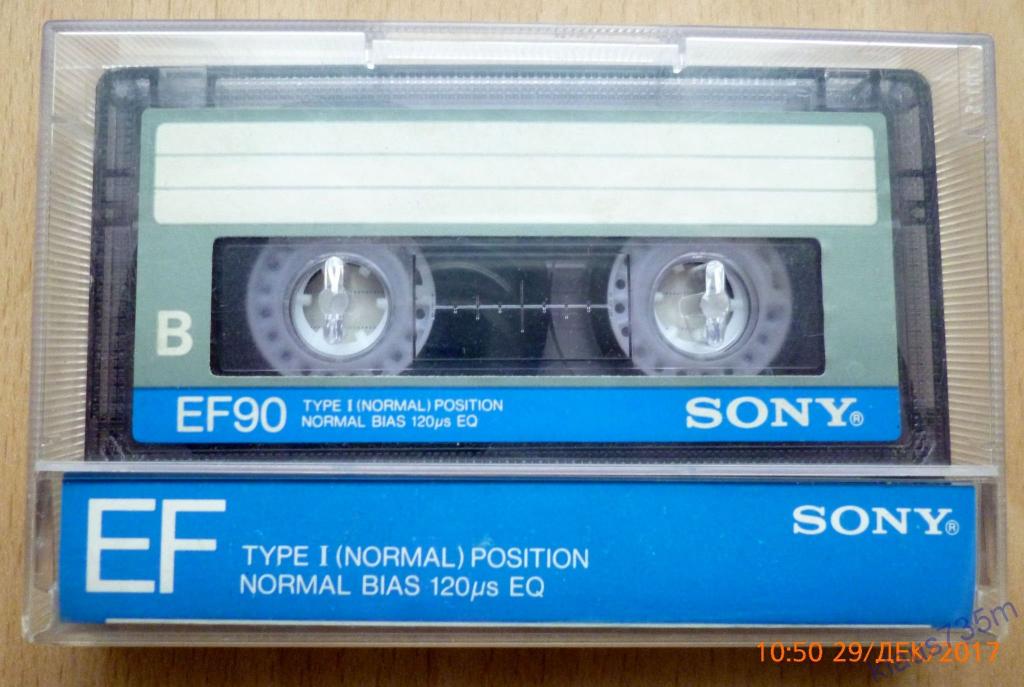 B
EF90 TYPE I (NORMAL) POSITION
NORMAL BIAS 120µs EQ
SONY®
EF TYPE I (NORMAL) POSITION
NORMAL BIAS 120µs EQ
SONY®
10:50 29/ДЕК/2017